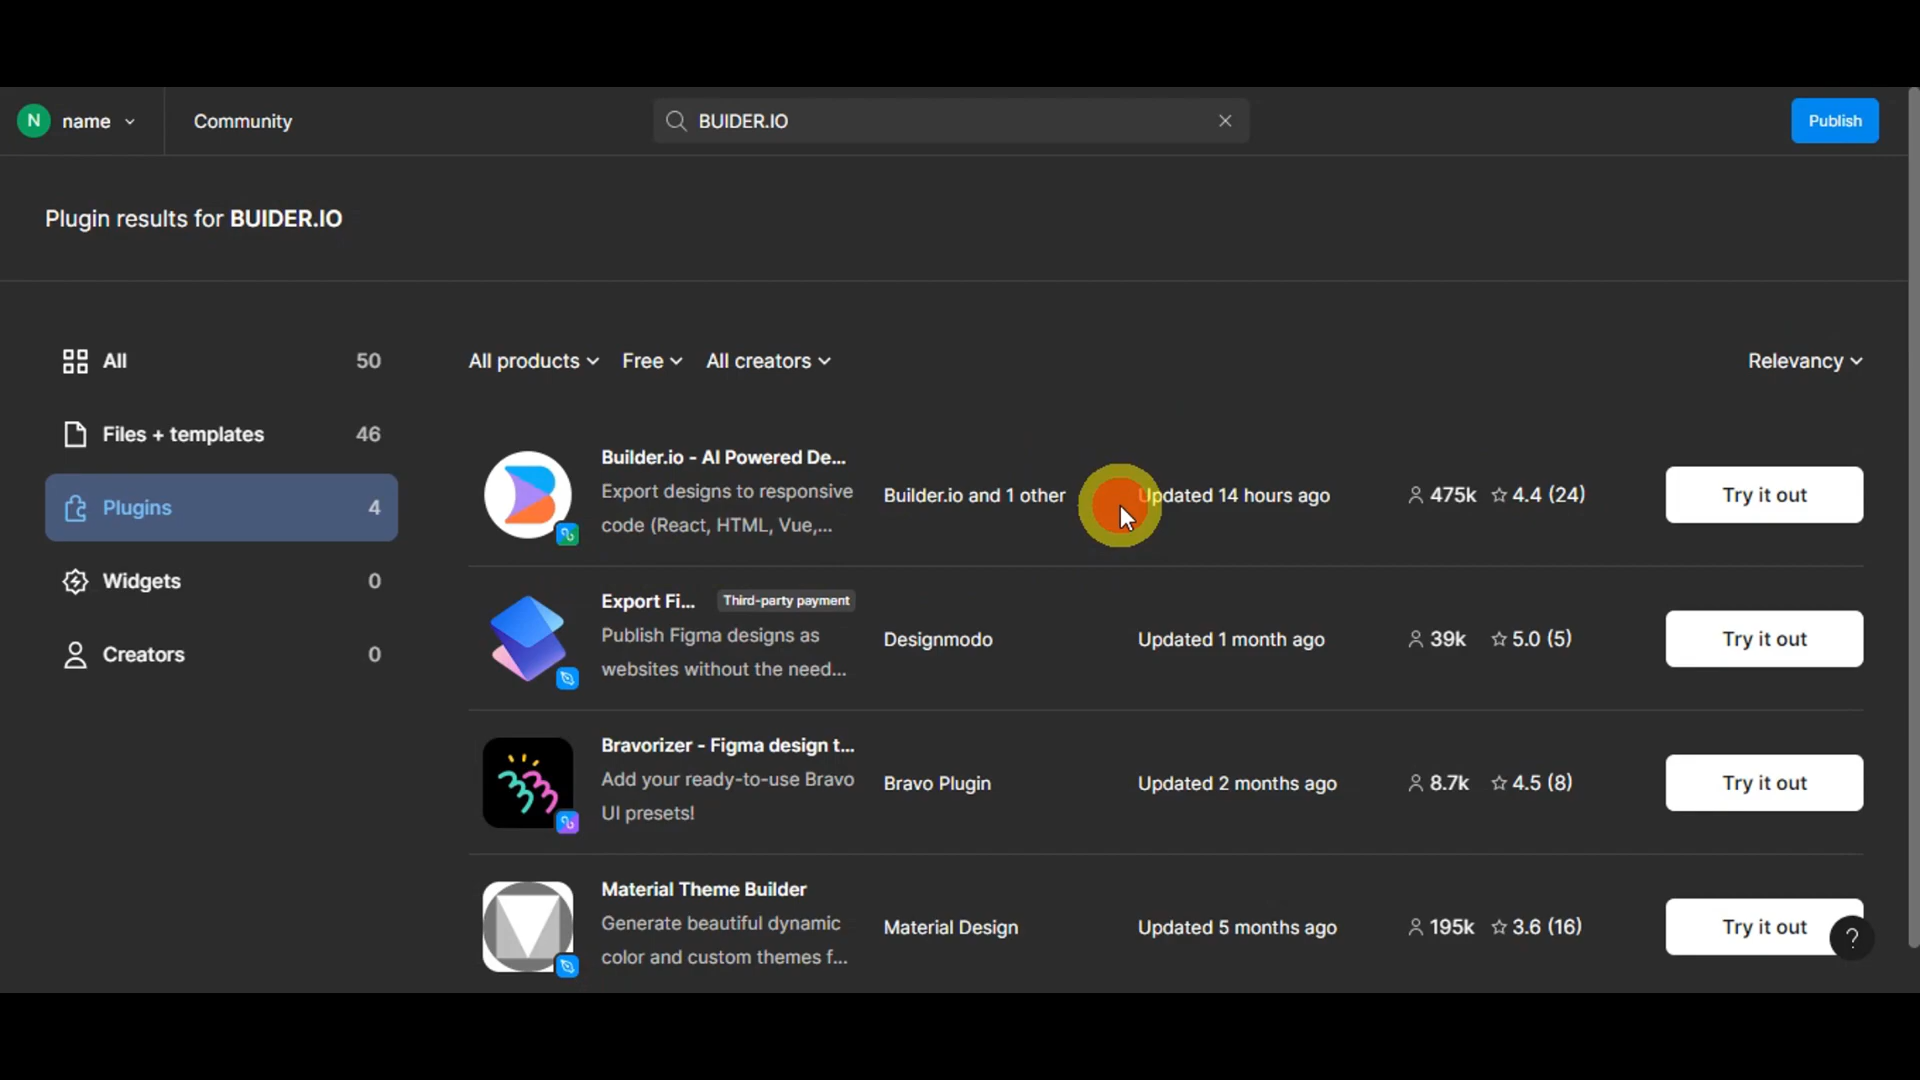 N name Community BUIDER.IO Publish
Plugin results for BUIDER.IO
All 50
Files + templates 46
Plugins 4
Widgets 0
Creators 0
All products Free All creators Relevancy
Builder.io - AI Powered De...
Export designs to responsive
code (React, HTML, Vue,...
Builder.io and 1 other Updated 14 hours ago 475k 4.4 (24) Try it out
Export Fi... Third-party payment
Publish Figma designs as
websites without the need...
Designmodo Updated 1 month ago 39k 5.0 (5) Try it out
Bravorizer - Figma design t...
Add your ready-to-use Bravo
UI presets!
Bravo Plugin Updated 2 months ago 8.7k 4.5 (8) Try it out
Material Theme Builder
Generate beautiful dynamic
color and custom themes f...
Material Design Updated 5 months ago 195k 3.6 (16) Try it out
?